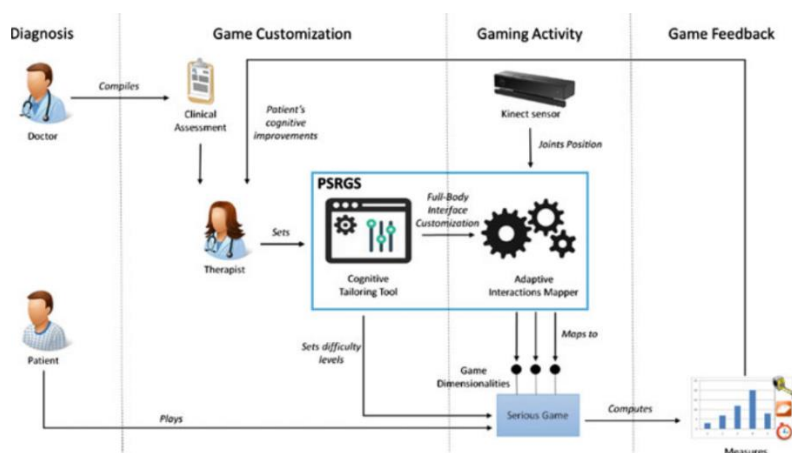 Diagnosis
Game Customization
Gaming Activity
Game Feedback
Compiles
Doctor
Clinical
Assessment
Patient's
cognitive
improvements
Kinect sensor
Joints Position
PSRGS
Full-Body
Interface
Customization
Sets
Therapist
Cognitive
Tailoring Tool
Adaptive
Interactions Mapper
Patient
Sets difficulty
levels
Maps to
Game
Dimensionalities
Plays
Serious Game
Computes
Measures